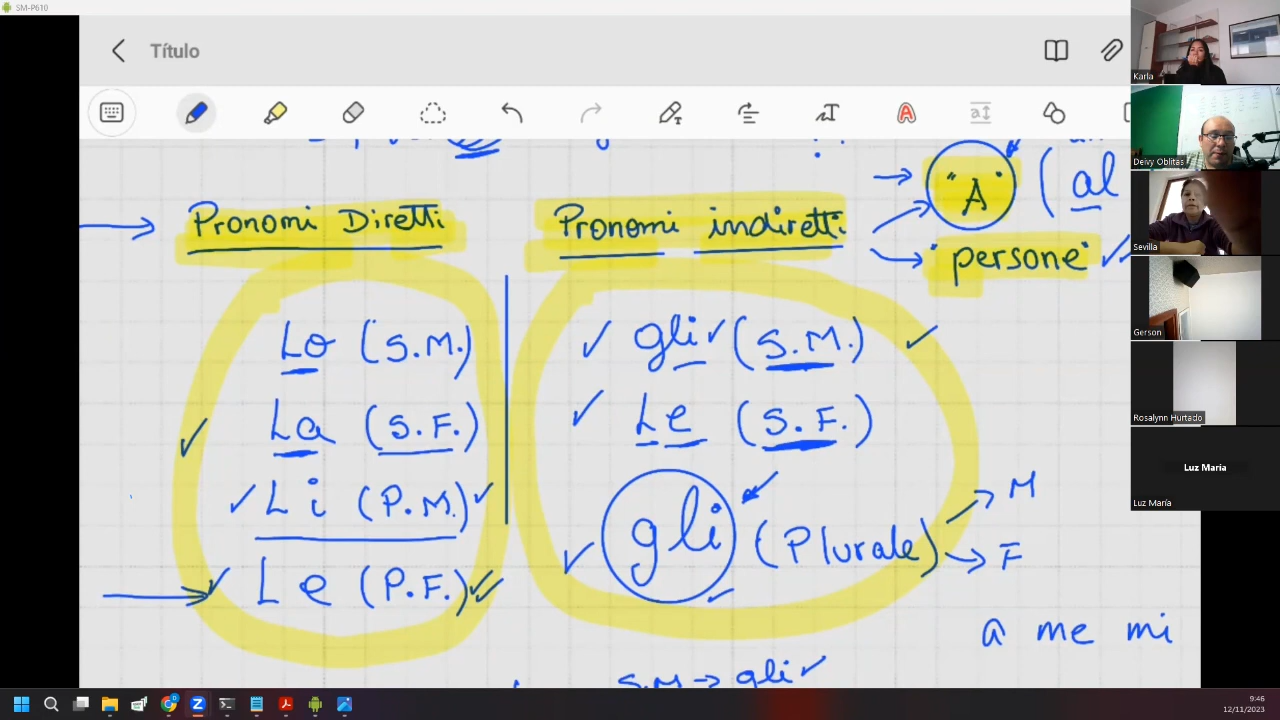 SM-P610
Título
Karla
Deivy Oblitas
Sevilla
Gerson
Rosalynn Hurtado
Luz María
Luz María
"A" (al
Pronomi Diretti
Pronomi indiretti
"persone"
Lo (S.M.)
La (S.F.)
Li (P.M.)
Le (P.F.)
gli (S.M.)
Le (S.F.)
gli (Plurale)
M
F
a me mi
S.M → gli
9:46
12/11/2023